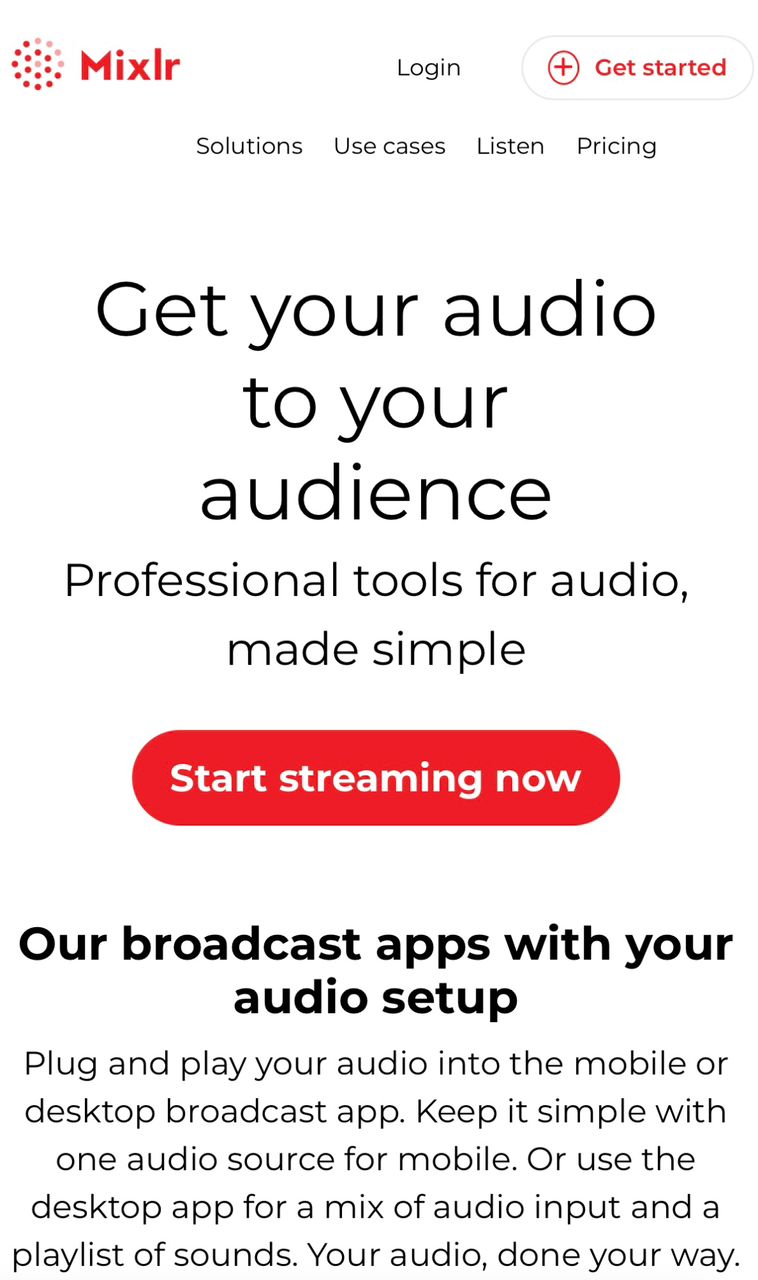 Mixlr
Login
Get started
Solutions
Use cases
Listen
Pricing
Get your audio
to your
audience
Professional tools for audio,
made simple
Start streaming now
Our broadcast apps with your
audio setup
Plug and play your audio into the mobile or
desktop broadcast app. Keep it simple with
one audio source for mobile. Or use the
desktop app for a mix of audio input and a
playlist of sounds. Your audio, done your way.